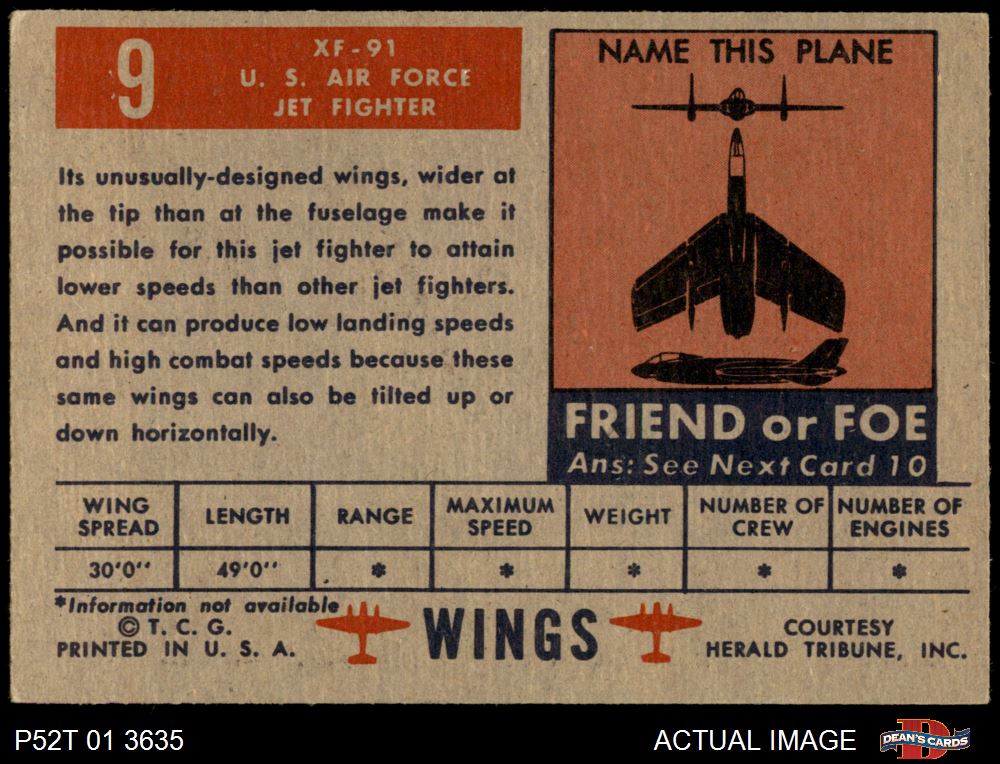 9
XF-91
U. S. AIR FORCE
JET FIGHTER
Its unusually-designed wings, wider at
the tip than at the fuselage make it
possible for this jet fighter to attain
lower speeds than other jet fighters.
And it can produce low landing speeds
and high combat speeds because these
same wings can also be tilted up or
down horizontally.
NAME THIS PLANE
FRIEND or FOE
Ans: See Next Card 10
WING SPREAD LENGTH RANGE MAXIMUM SPEED WEIGHT NUMBER OF CREW NUMBER OF ENGINES
30'0'' 49'0'' * * * * *
*Information not available
© T. C. G.
PRINTED IN U. S. A.
WINGS
COURTESY
HERALD TRIBUNE, INC.
P52T 01 3635
ACTUAL IMAGE
D
DEAN'S CARDS